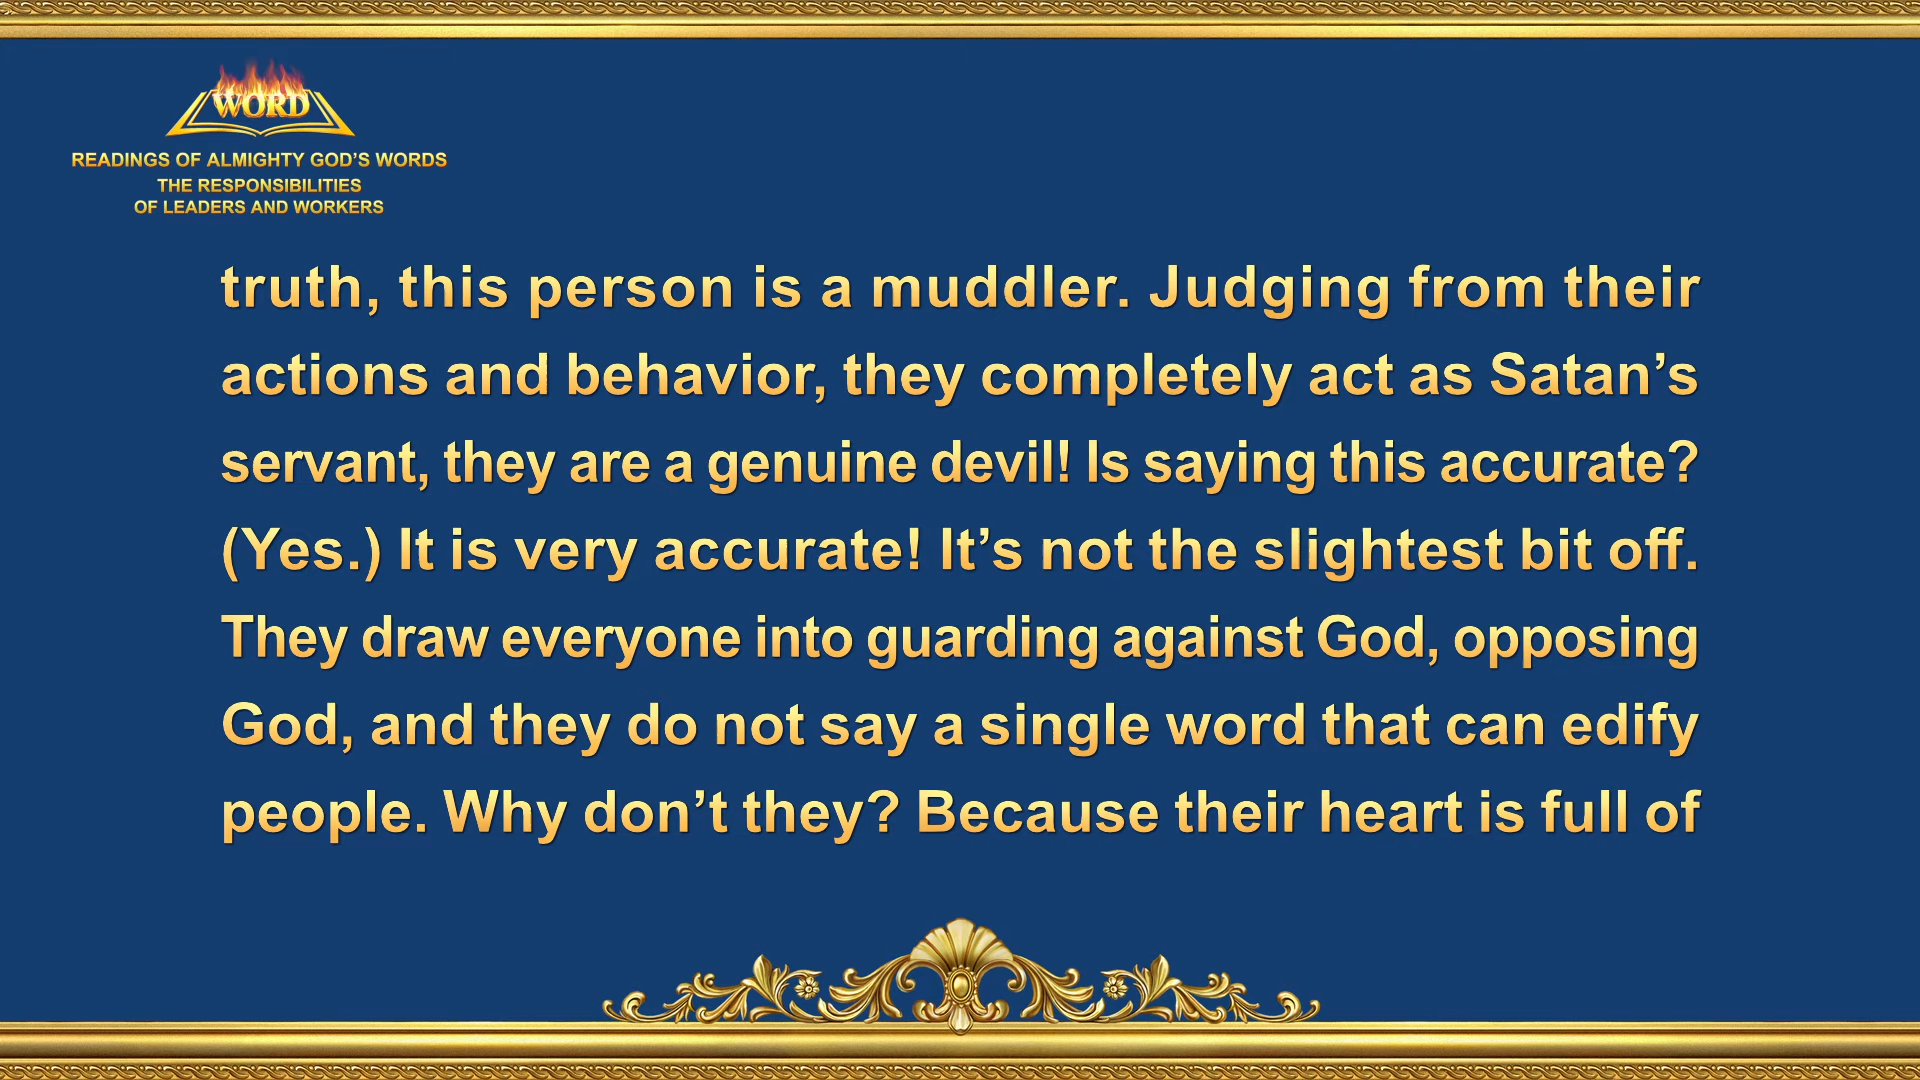 WORD
READINGS OF ALMIGHTY GOD’S WORDS
THE RESPONSIBILITIES
OF LEADERS AND WORKERS
truth, this person is a muddler. Judging from their
actions and behavior, they completely act as Satan’s
servant, they are a genuine devil! Is saying this accurate?
(Yes.) It is very accurate! It’s not the slightest bit off.
They draw everyone into guarding against God, opposing
God, and they do not say a single word that can edify
people. Why don’t they? Because their heart is full of